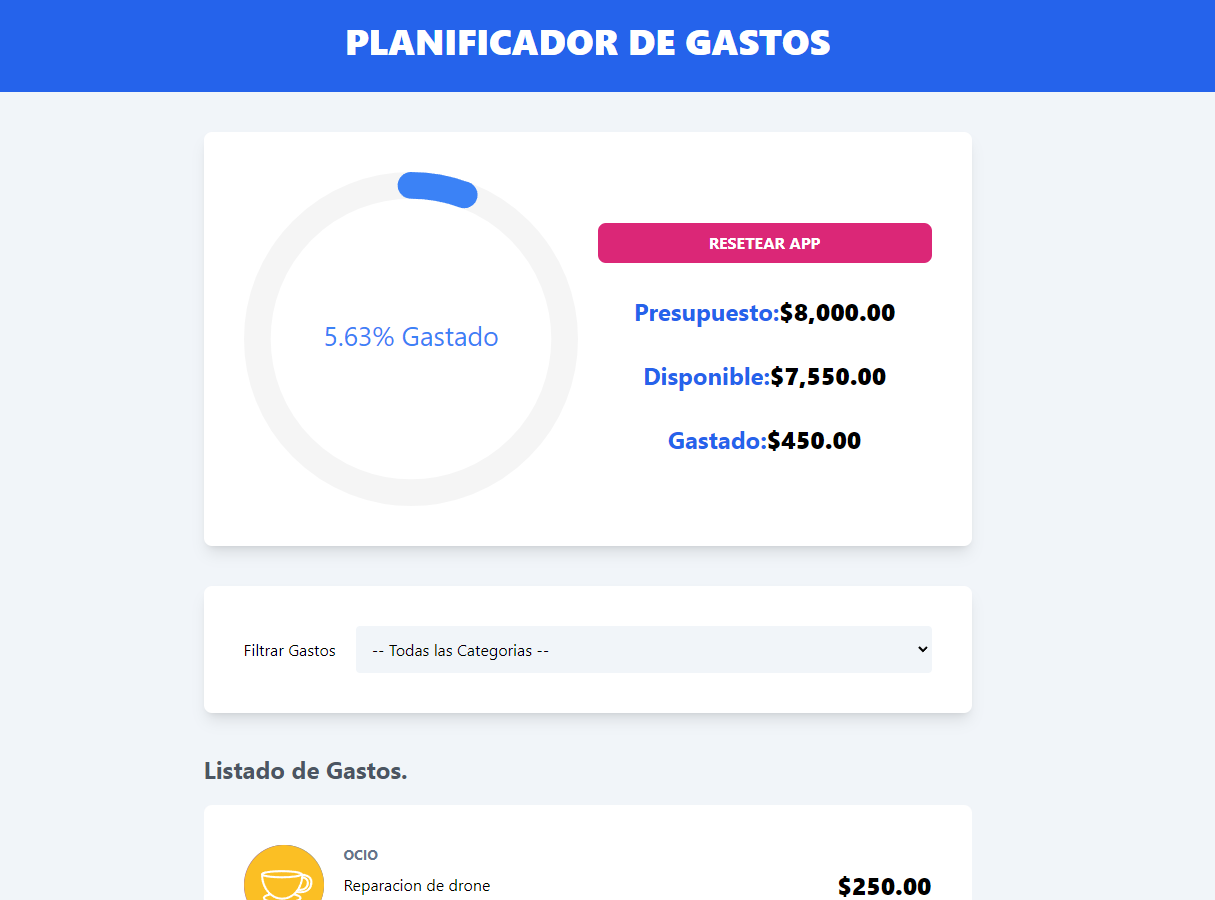 PLANIFICADOR DE GASTOS
5.63% Gastado
RESETEAR APP
Presupuesto:$8,000.00
Disponible:$7,550.00
Gastado:$450.00
Filtrar Gastos
-- Todas las Categorias --
Listado de Gastos.
OCIO
Reparacion de drone
$250.00